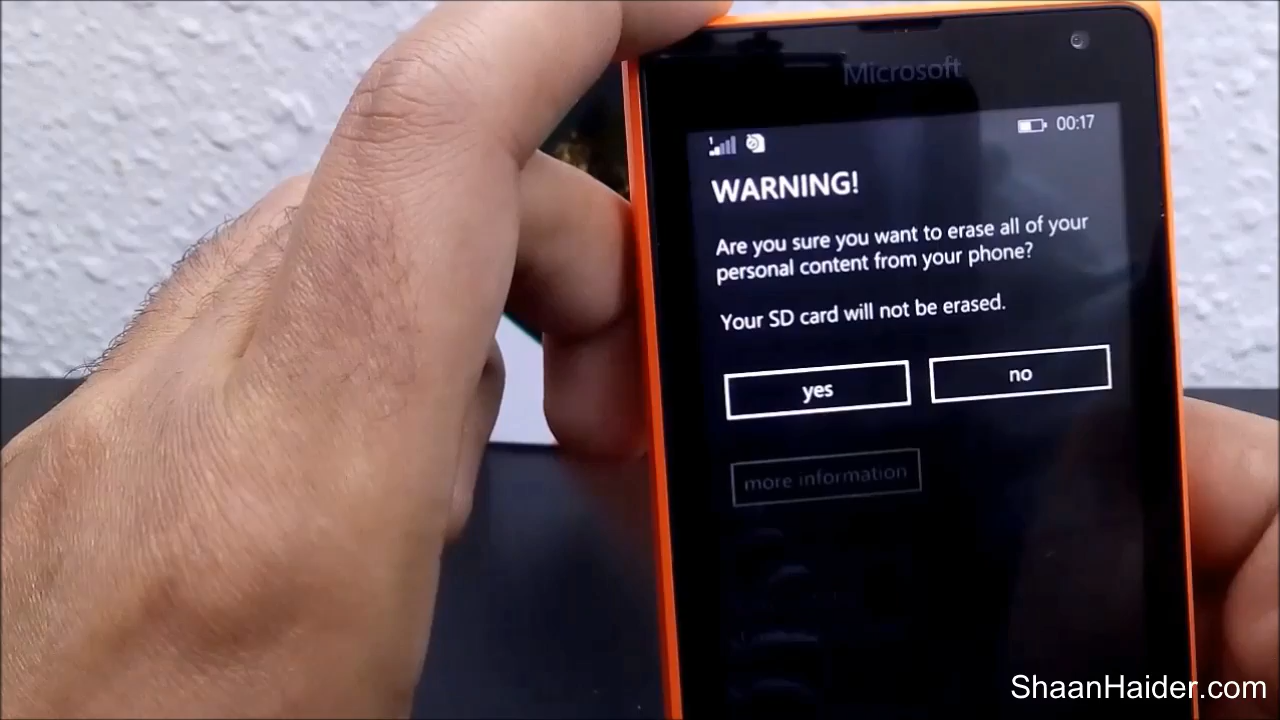 Microsoft
1
00:17
WARNING!
Are you sure you want to erase all of your
personal content from your phone?
Your SD card will not be erased.
yes
no
more information
ShaanHaider.com